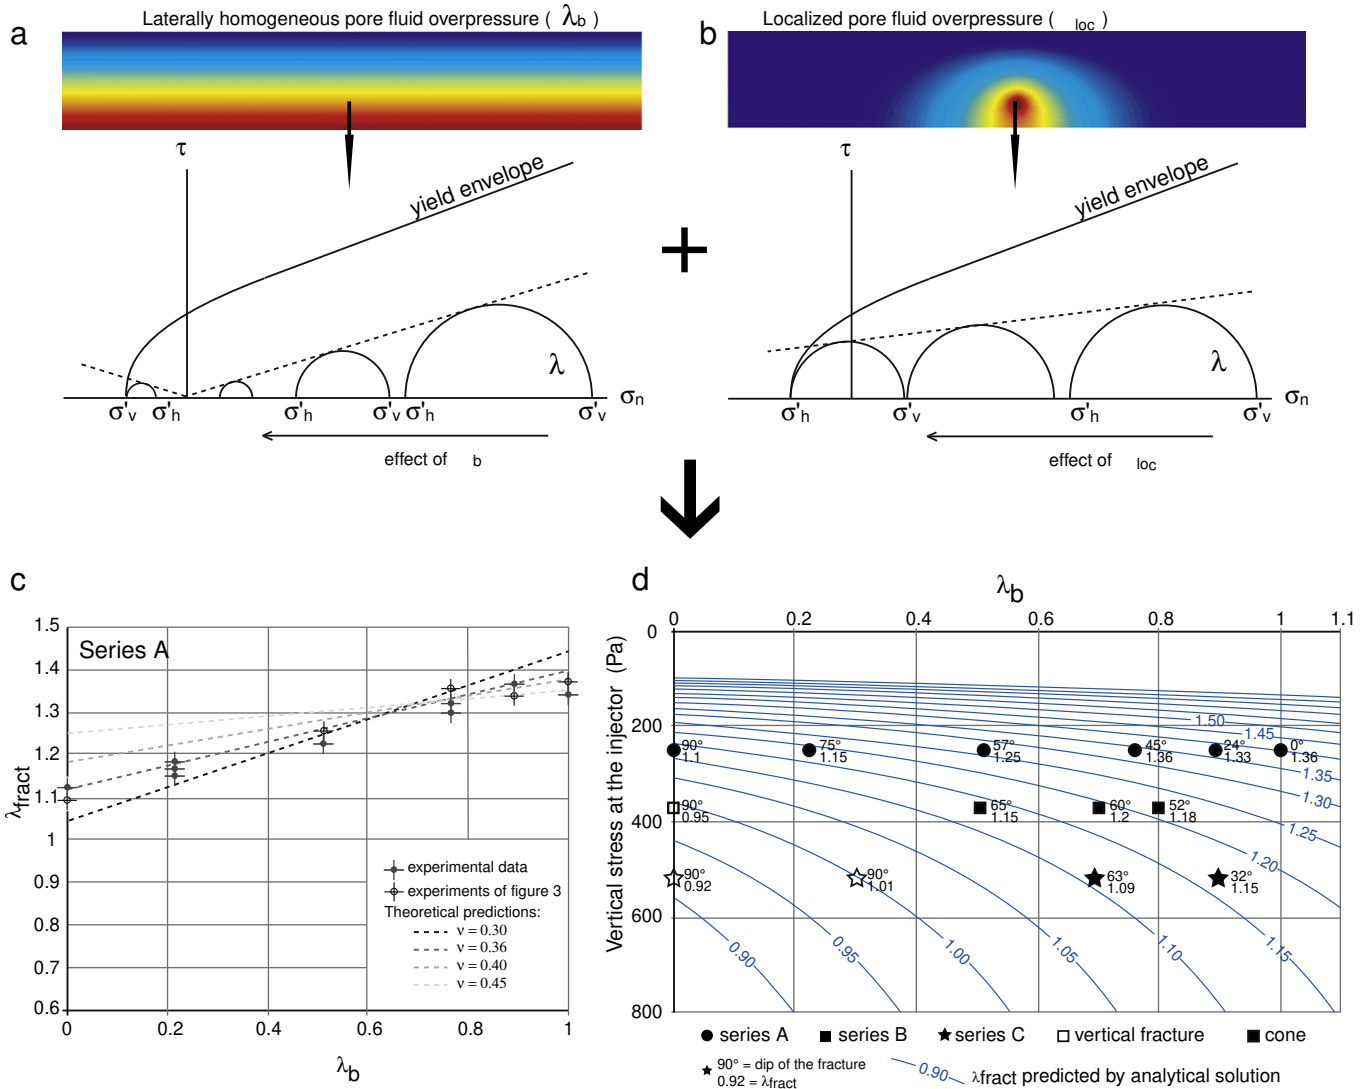 a
Laterally homogeneous pore fluid overpressure ( λb )
τ
yield envelope
λ
σ'v
σ'h
σ'h
σ'v
σ'h
σ'v
σn
effect of b
+
b
Localized pore fluid overpressure ( loc )
τ
yield envelope
λ
σ'h
σ'v
σ'h
σ'v
σn
effect of loc
c
Series A
λfract
1.5
1.4
1.3
1.2
1.1
1
0.9
0.8
0.7
0.6
experimental data
experiments of figure 3
Theoretical predictions:
ν = 0.30
ν = 0.36
ν = 0.40
ν = 0.45
0 0.2 0.4 0.6 0.8 1
λb
d
λb
0 0.2 0.4 0.6 0.8 1 1.1
Vertical stress at the injector (Pa)
0
200
400
600
800
1.50
1.45
1.35
1.30
1.25
1.20
1.15
1.10
1.05
1.00
0.95
0.90
90°
1.1
75°
1.15
57°
1.25
45°
1.36
24°
1.33
0°
1.36
90°
0.95
65°
1.15
60°
1.2
52°
1.18
90°
0.92
90°
1.01
63°
1.09
32°
1.15
series A
series B
series C
vertical fracture
cone
90° = dip of the fracture
0.92 = λfract
0.90
λfract predicted by analytical solution